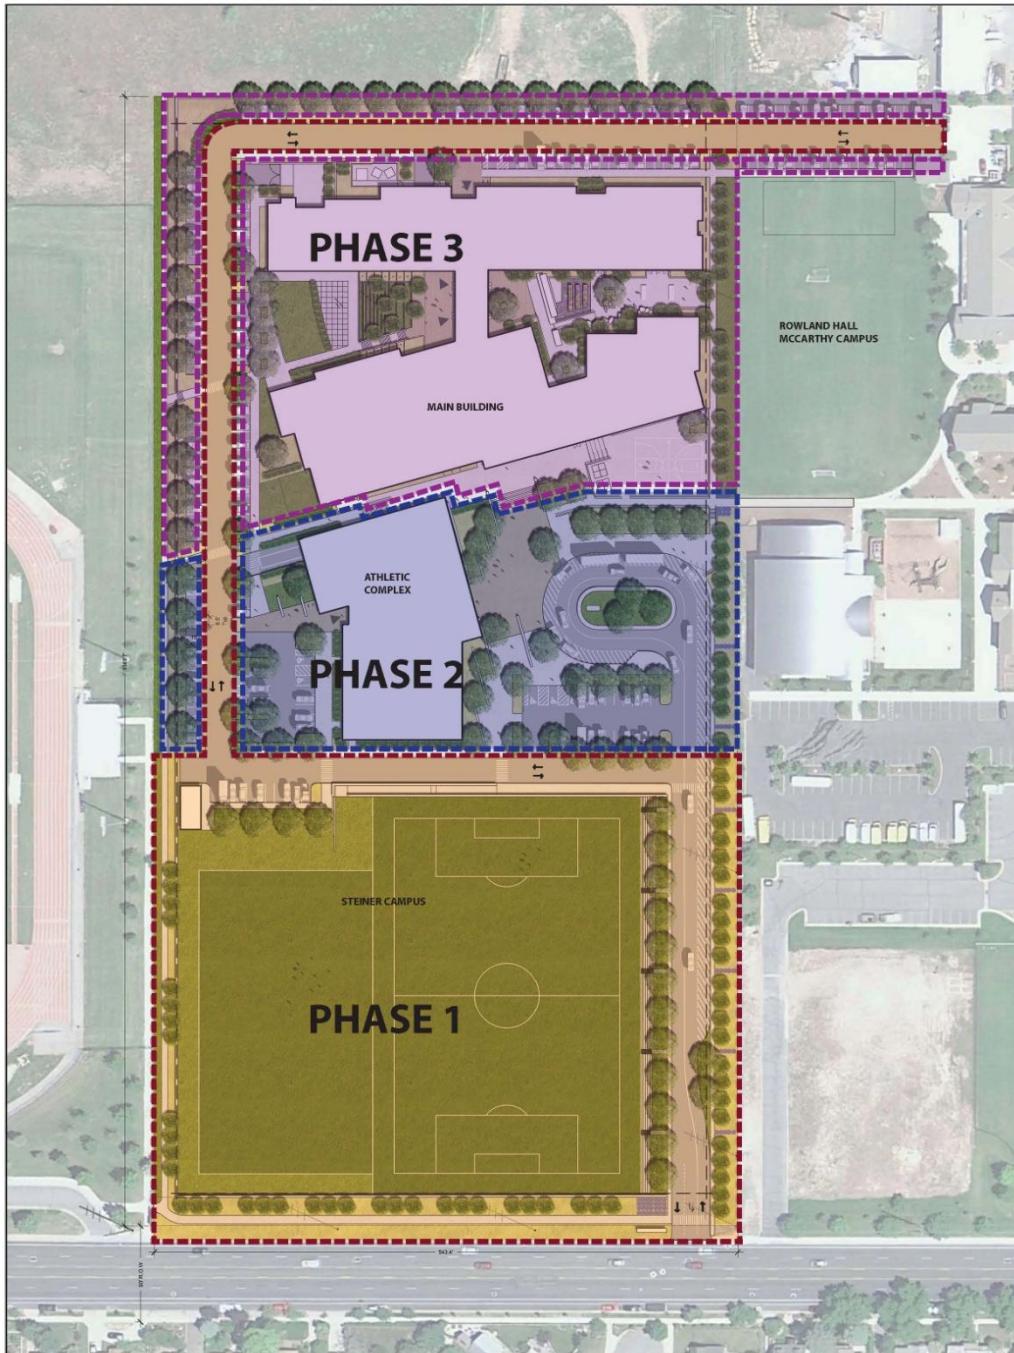 PHASE 3
ROWLAND HALL
MCCARTHY CAMPUS
MAIN BUILDING
ATHLETIC
COMPLEX
PHASE 2
STEINER CAMPUS
PHASE 1